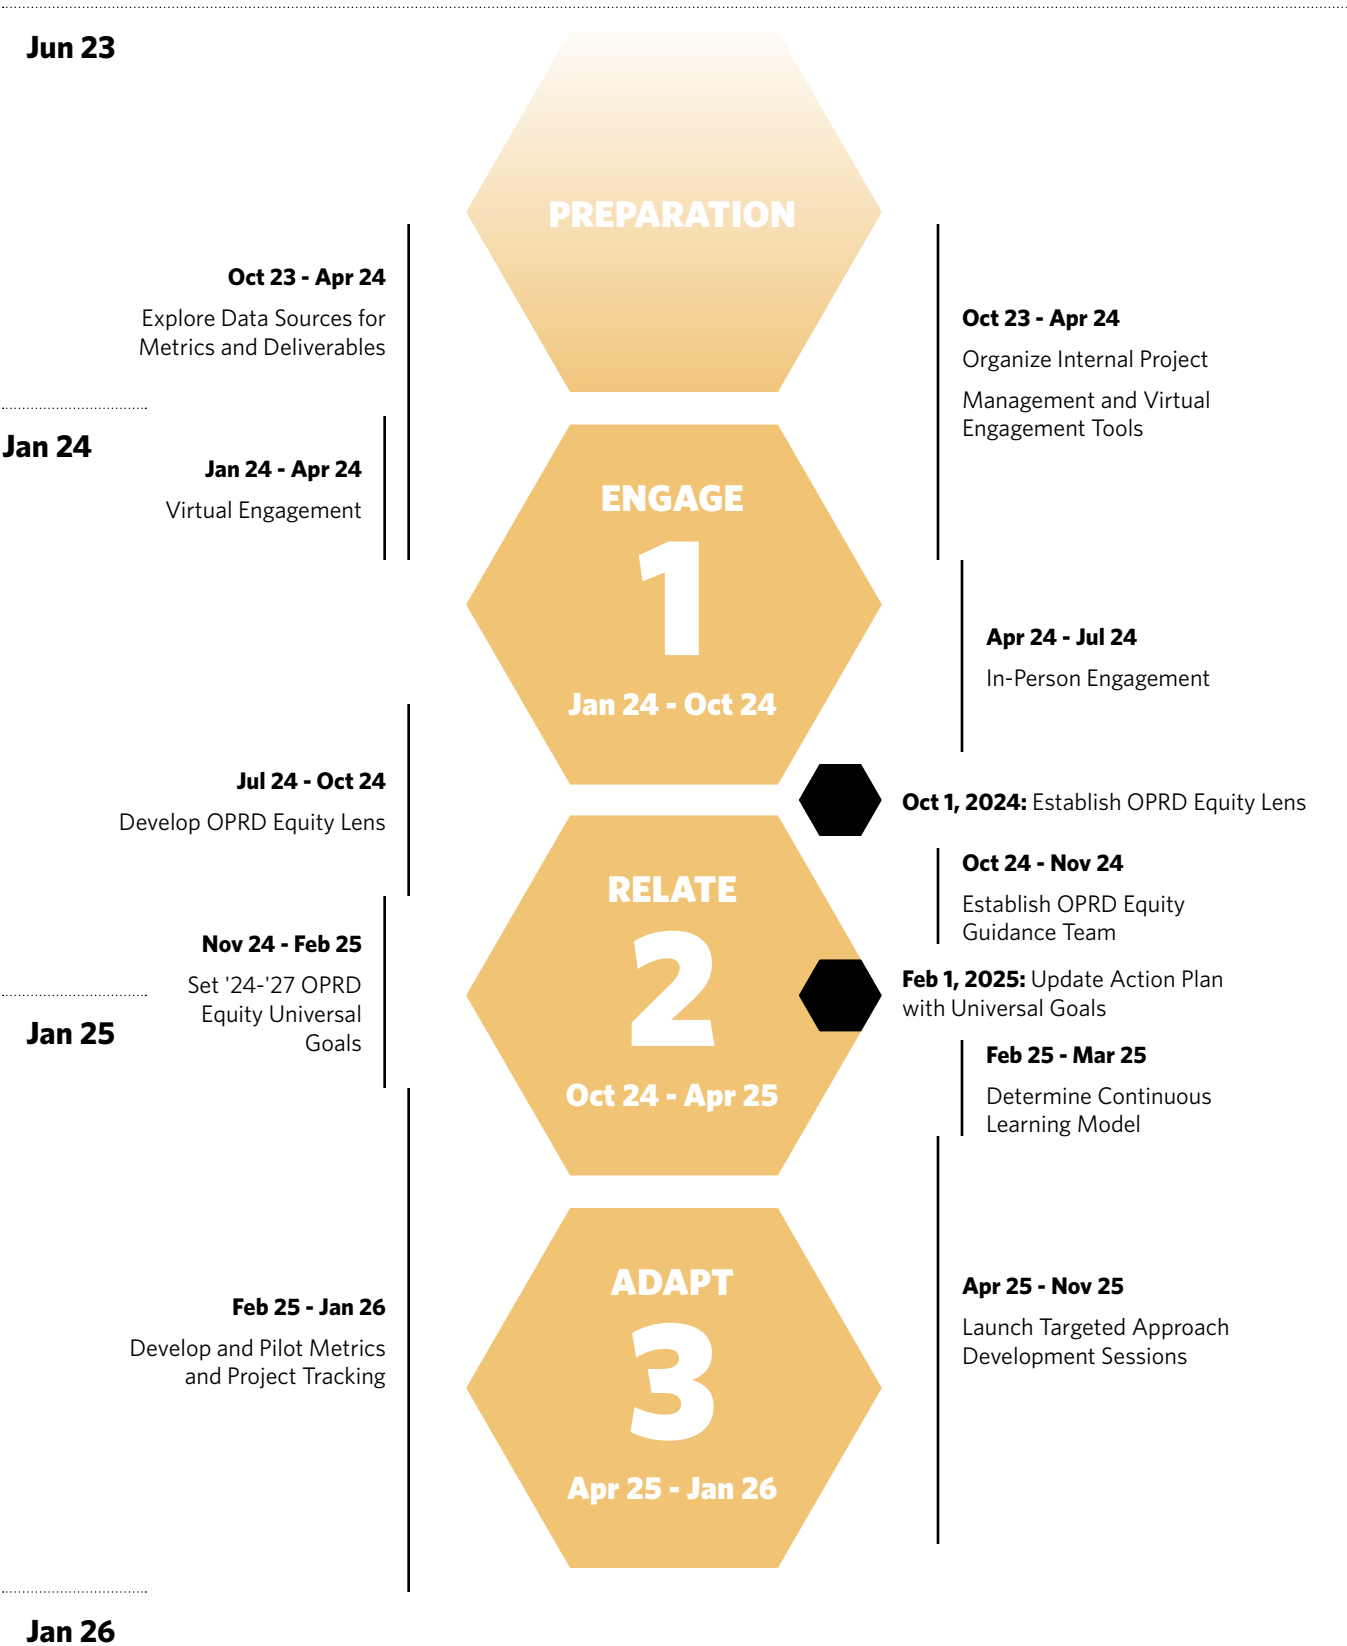 Jun 23
PREPARATION
Oct 23 - Apr 24
Explore Data Sources for
Metrics and Deliverables
Oct 23 - Apr 24
Organize Internal Project
Management and Virtual
Engagement Tools
Jan 24
Jan 24 - Apr 24
Virtual Engagement
ENGAGE
1
Jan 24 - Oct 24
Apr 24 - Jul 24
In-Person Engagement
Jul 24 - Oct 24
Develop OPRD Equity Lens
Oct 1, 2024: Establish OPRD Equity Lens
Oct 24 - Nov 24
Establish OPRD Equity
Guidance Team
RELATE
2
Oct 24 - Apr 25
Nov 24 - Feb 25
Set '24-'27 OPRD
Equity Universal
Goals
Jan 25
Feb 1, 2025: Update Action Plan
with Universal Goals
Feb 25 - Mar 25
Determine Continuous
Learning Model
ADAPT
3
Apr 25 - Jan 26
Feb 25 - Jan 26
Develop and Pilot Metrics
and Project Tracking
Apr 25 - Nov 25
Launch Targeted Approach
Development Sessions
Jan 26